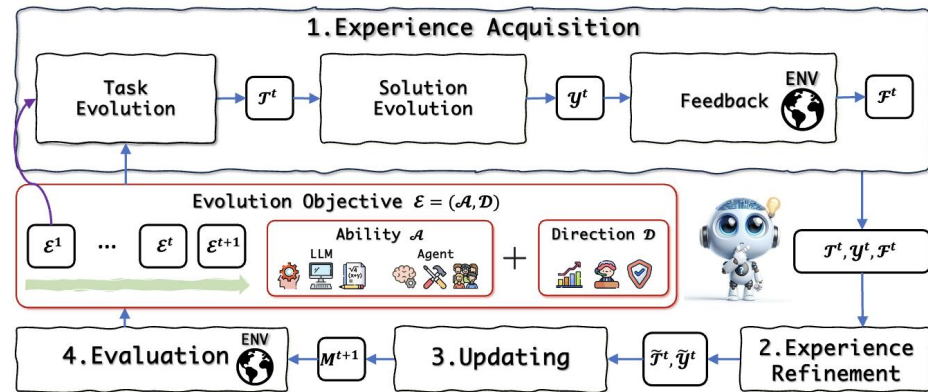 1.Experience Acquisition
Task
Evolution
𝒯ᵗ
Solution
Evolution
𝒴ᵗ
Feedback
ENV
ℱᵗ
Evolution Objective ℰ = (𝒜, 𝒟)
ℰ¹
...
ℰᵗ
ℰᵗ⁺¹
Ability 𝒜
LLM
Agent
+
Direction 𝒟
𝒯ᵗ, 𝒴ᵗ, ℱᵗ
4.Evaluation
ENV
Mᵗ⁺¹
3.Updating
𝒯̃ᵗ, 𝒴̃ᵗ
2.Experience
Refinement